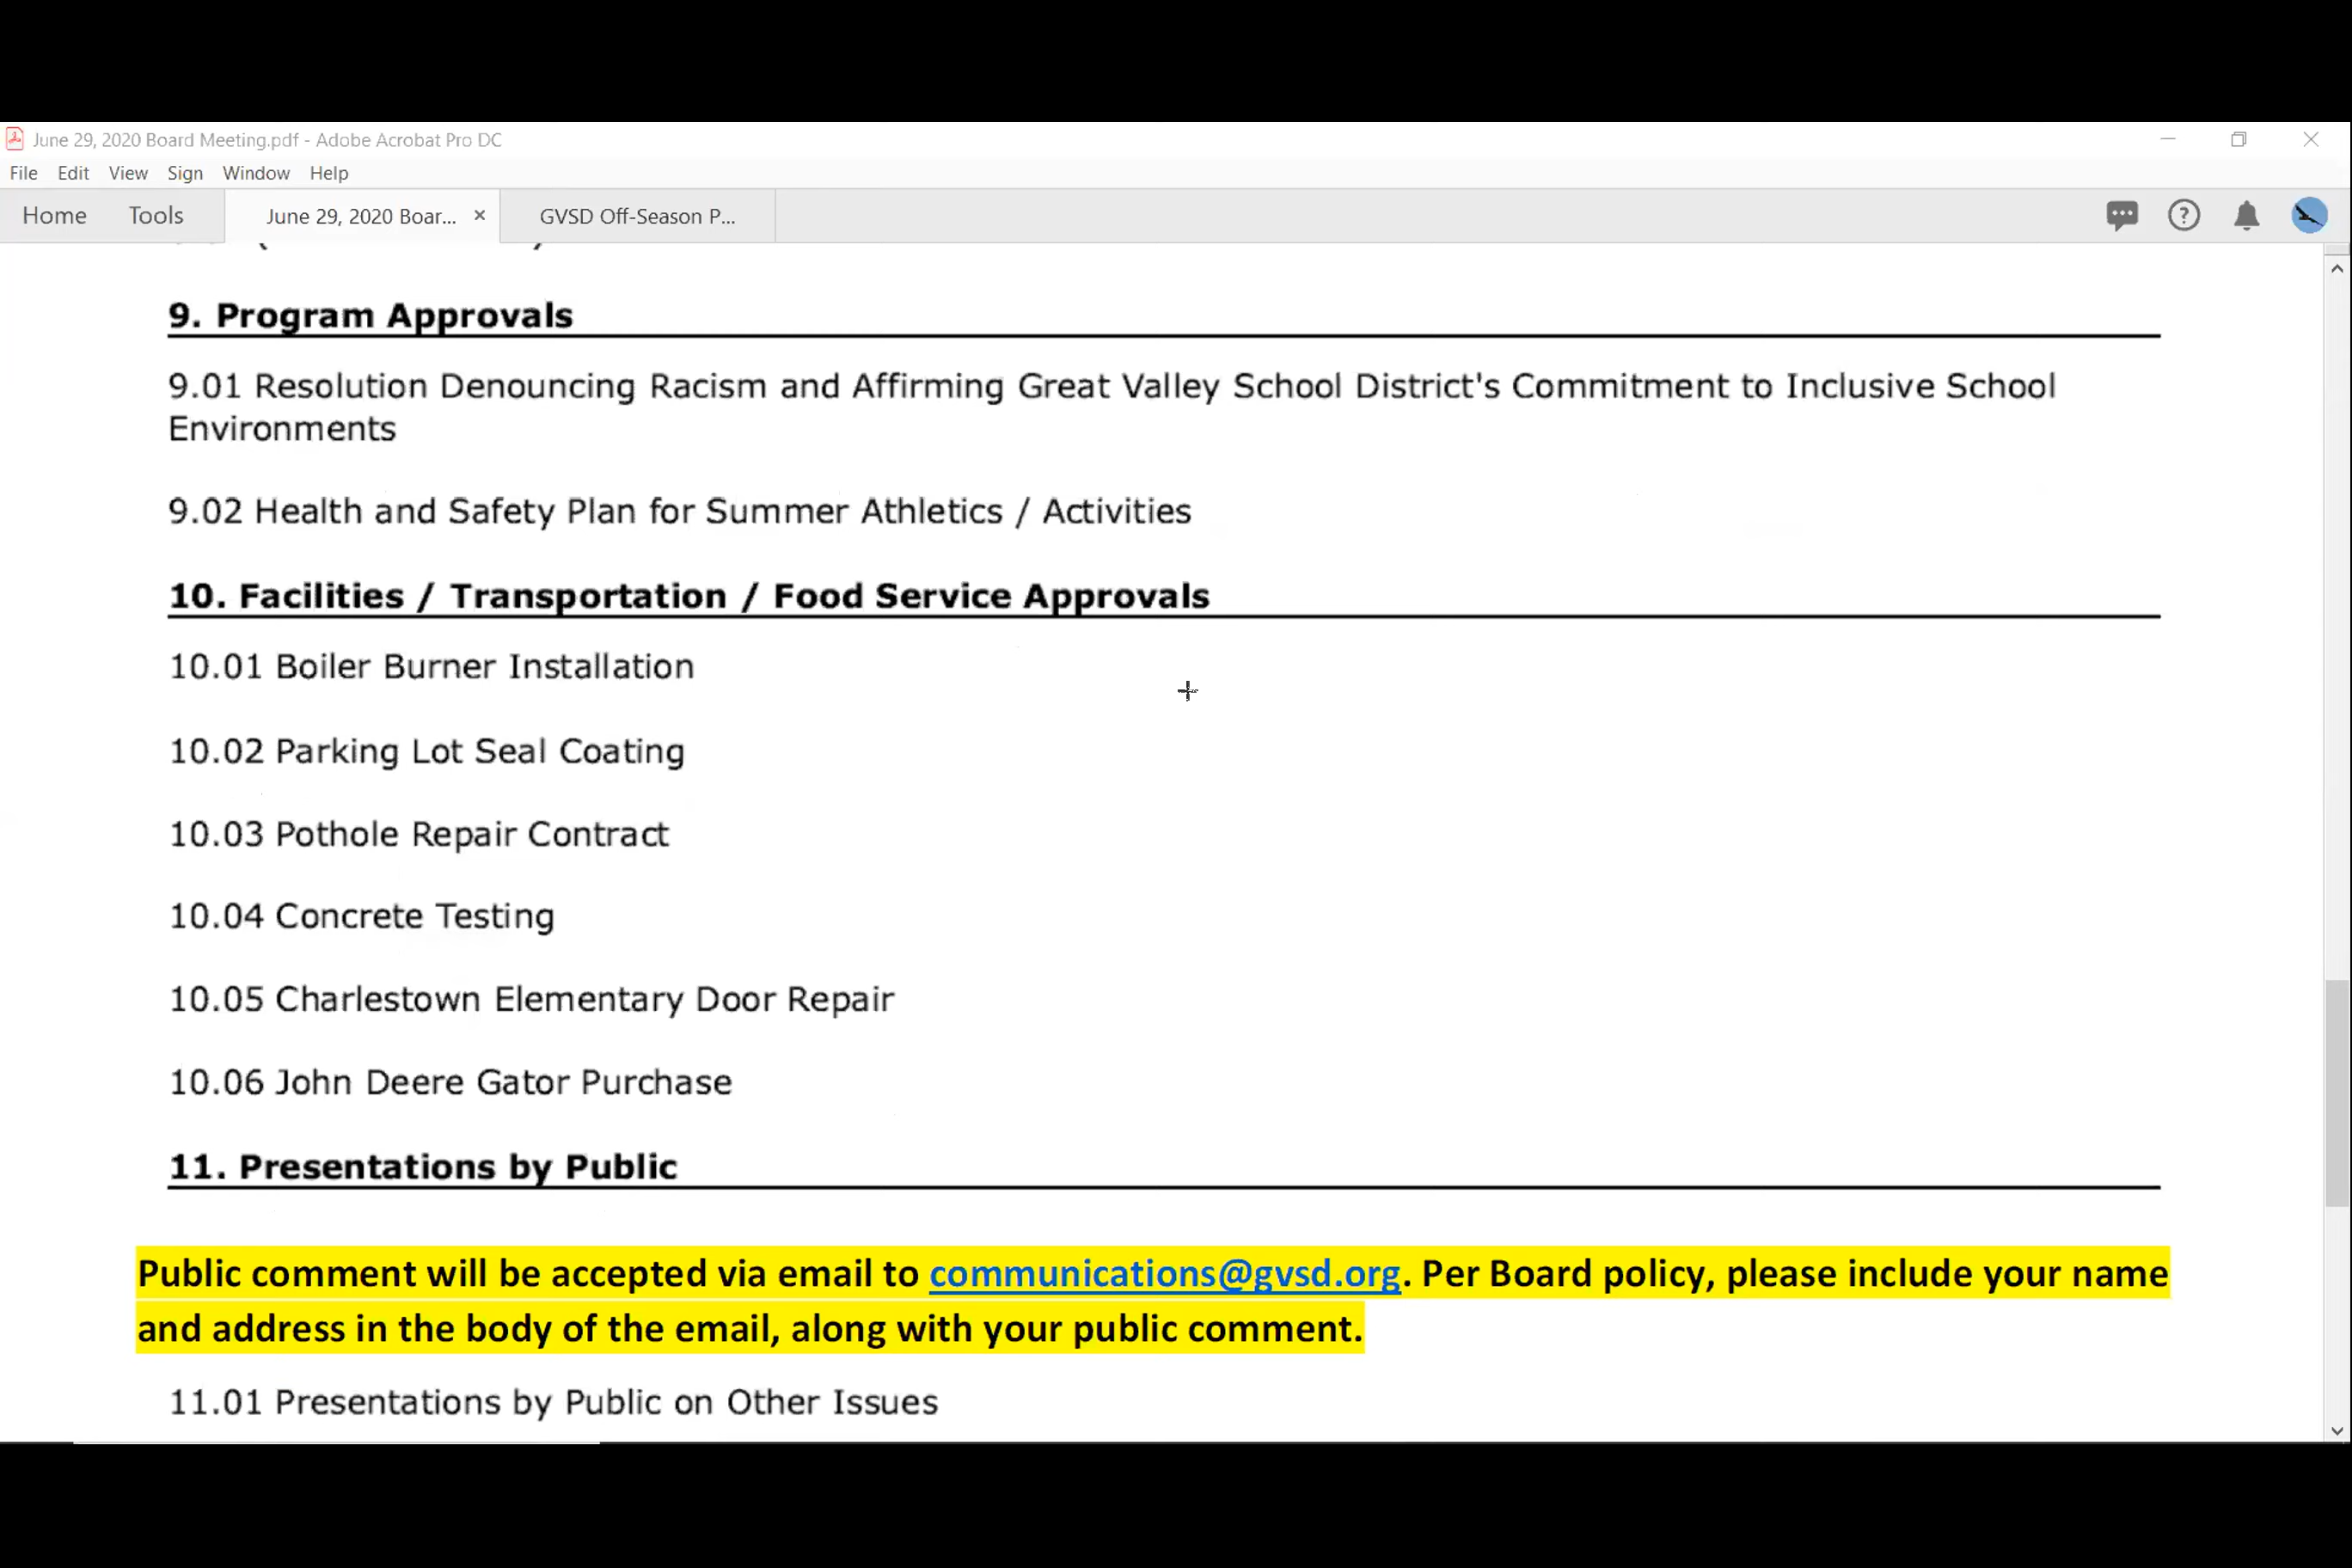 June 29, 2020 Board Meeting.pdf - Adobe Acrobat Pro DC
File Edit View Sign Window Help
Home Tools June 29, 2020 Boar... × GVSD Off-Season P...
9. Program Approvals
9.01 Resolution Denouncing Racism and Affirming Great Valley School District's Commitment to Inclusive School
Environments
9.02 Health and Safety Plan for Summer Athletics / Activities
10. Facilities / Transportation / Food Service Approvals
10.01 Boiler Burner Installation
10.02 Parking Lot Seal Coating
10.03 Pothole Repair Contract
10.04 Concrete Testing
10.05 Charlestown Elementary Door Repair
10.06 John Deere Gator Purchase
11. Presentations by Public
Public comment will be accepted via email to communications@gvsd.org. Per Board policy, please include your name
and address in the body of the email, along with your public comment.
11.01 Presentations by Public on Other Issues